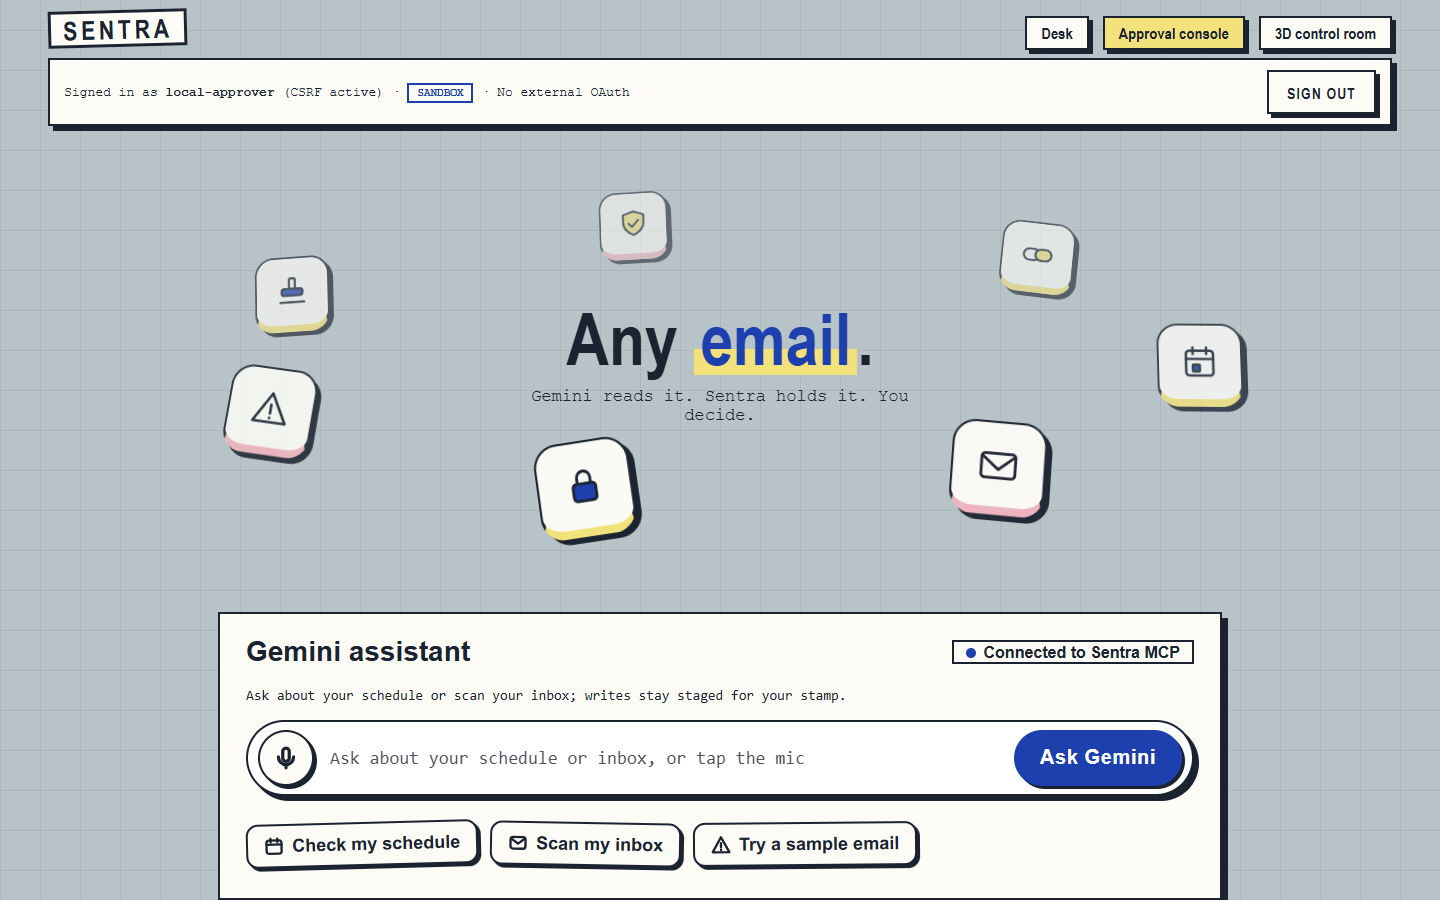 SENTRA
Desk
Approval console
3D control room
Signed in as local-approver (CSRF active) · SANDBOX · No external OAuth
SIGN OUT
Any email.
Gemini reads it. Sentra holds it. You
decide.
Gemini assistant
Connected to Sentra MCP
Ask about your schedule or scan your inbox; writes stay staged for your stamp.
Ask about your schedule or inbox, or tap the mic
Ask Gemini
Check my schedule
Scan my inbox
Try a sample email